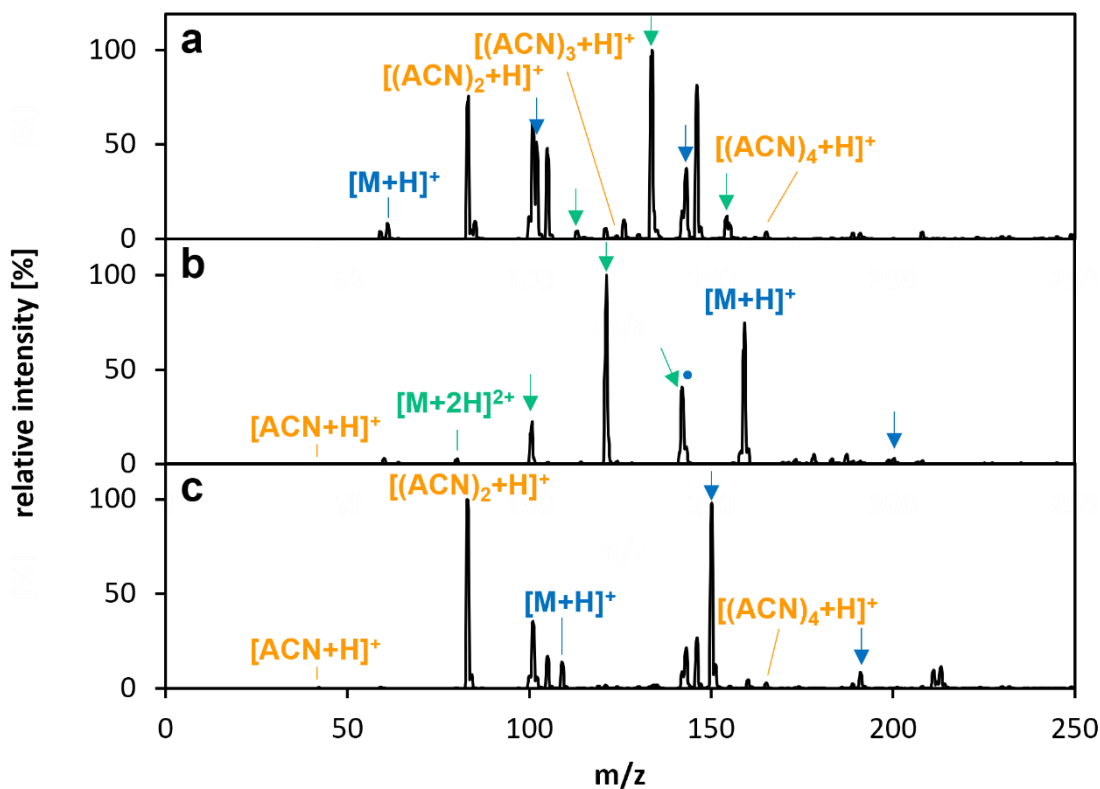 a
100
50
0
[M+H]⁺
[(ACN)₂+H]⁺
[(ACN)₃+H]⁺
[(ACN)₄+H]⁺
b
100
50
0
[ACN+H]⁺
[M+2H]²⁺
[M+H]⁺
c
100
50
0
[ACN+H]⁺
[(ACN)₂+H]⁺
[M+H]⁺
[(ACN)₄+H]⁺
relative intensity [%]
0 50 100 150 200 250
m/z